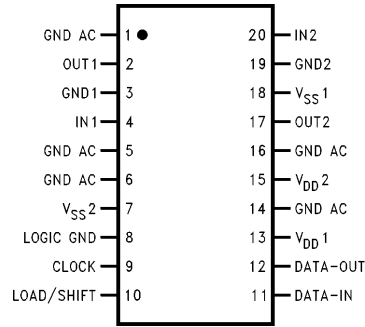 GND AC 1 20 IN2
OUT1 2 19 GND2
GND1 3 18 VSS1
IN1 4 17 OUT2
GND AC 5 16 GND AC
GND AC 6 15 VDD2
VSS2 7 14 GND AC
LOGIC GND 8 13 VDD1
CLOCK 9 12 DATA-OUT
LOAD/SHIFT 10 11 DATA-IN